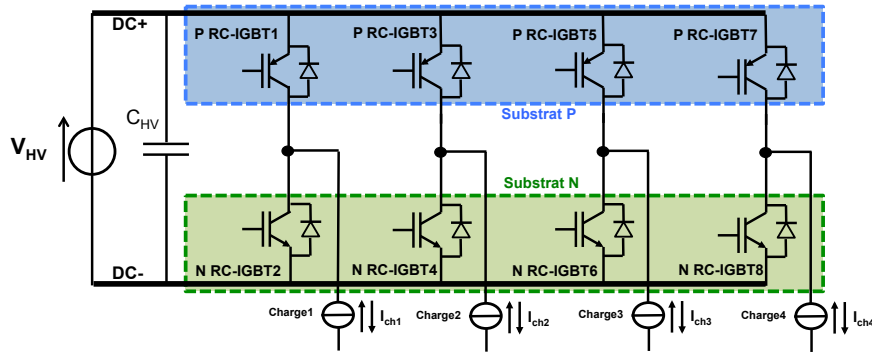 DC+
P RC-IGBT1
P RC-IGBT3
P RC-IGBT5
P RC-IGBT7
Substrat P
C_HV
V_HV
Substrat N
DC-
N RC-IGBT2
N RC-IGBT4
N RC-IGBT6
N RC-IGBT8
Charge1
I_ch1
Charge2
I_ch2
Charge3
I_ch3
Charge4
I_ch4